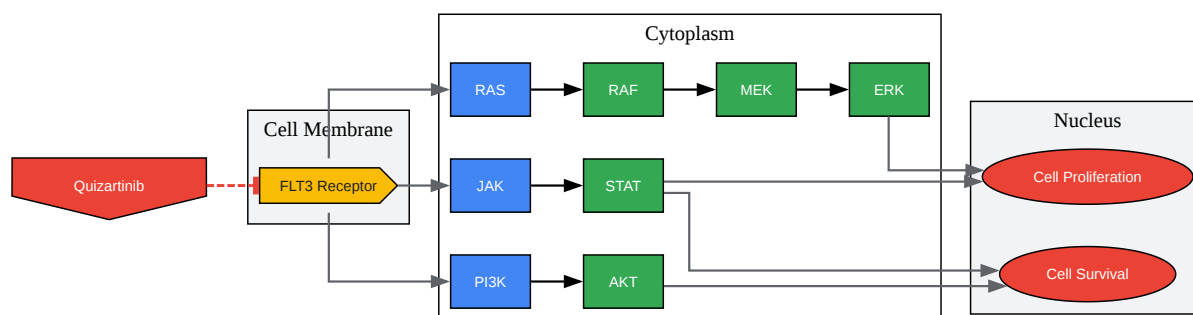 Cytoplasm
RAS
RAF
MEK
ERK
Cell Membrane
Nucleus
Quizartinib
FLT3 Receptor
JAK
STAT
Cell Proliferation
PI3K
AKT
Cell Survival